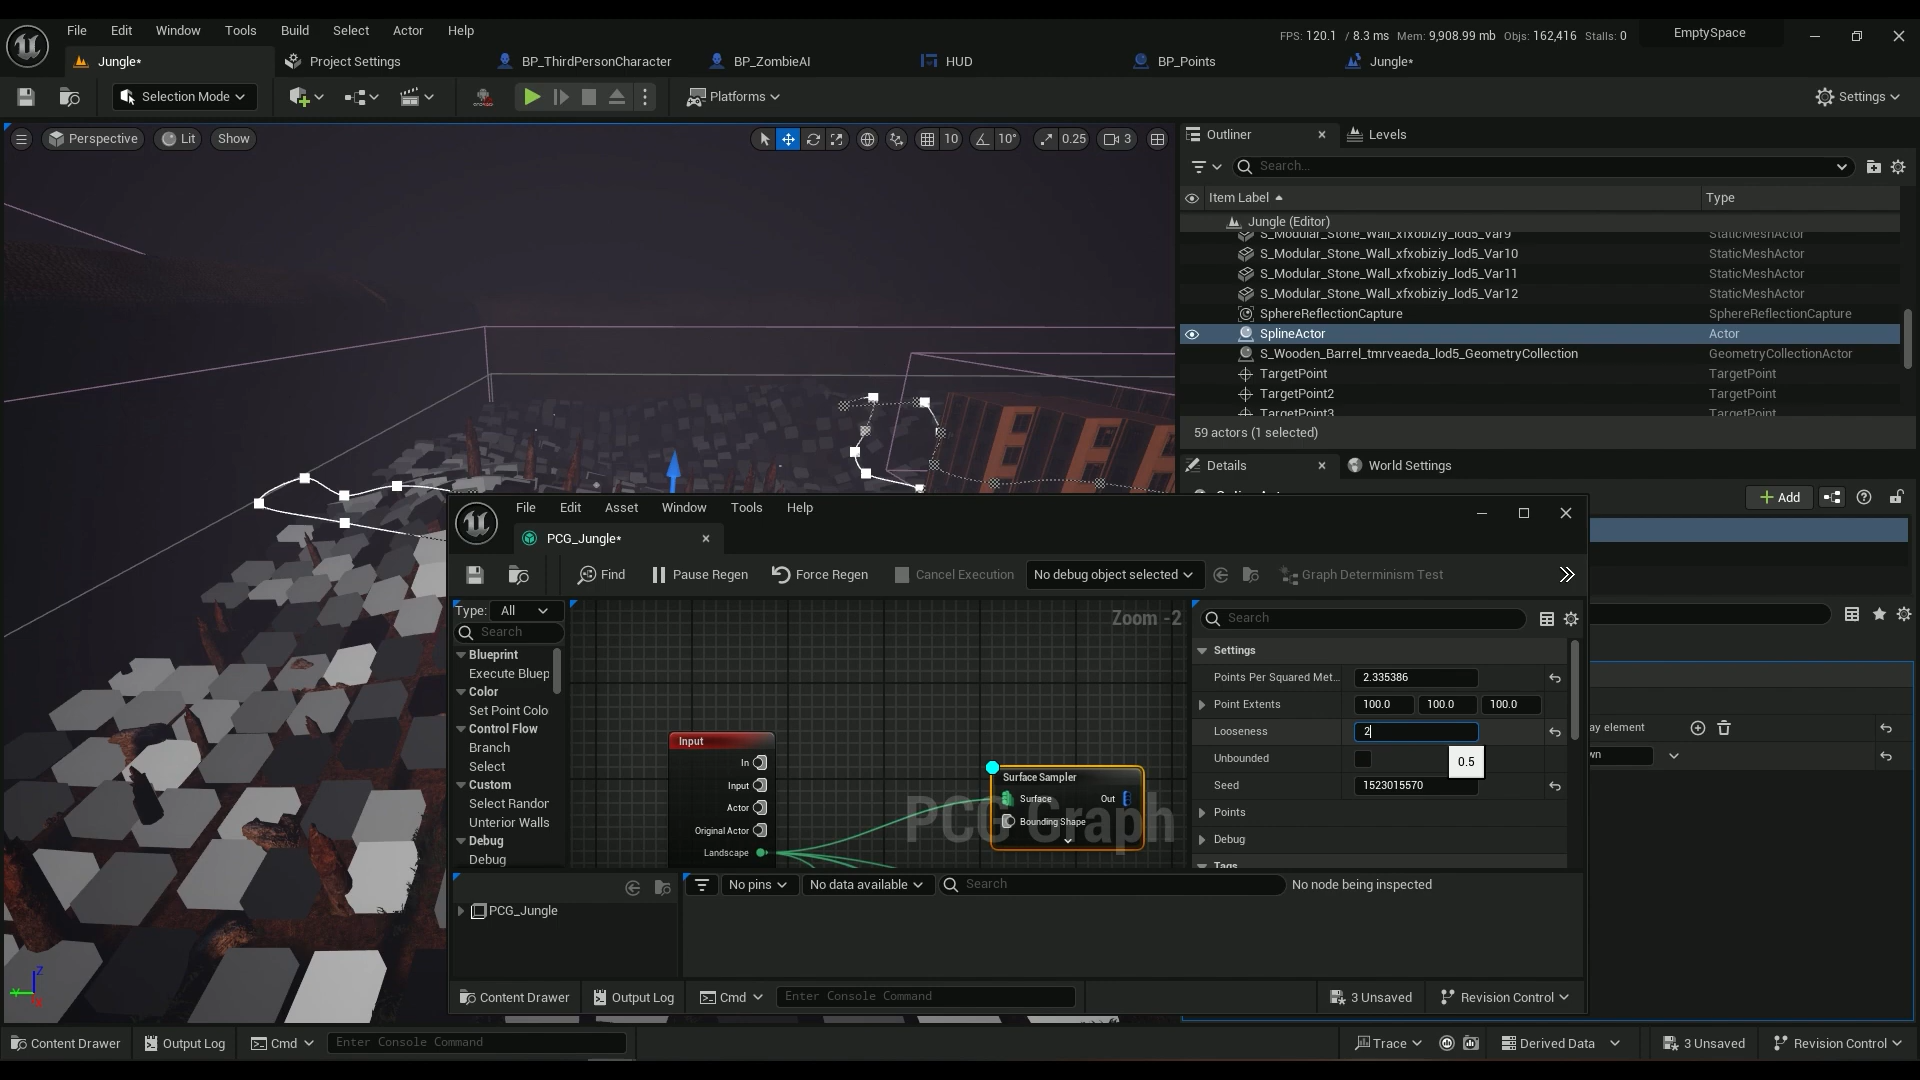 File Edit Window Tools Build Select Actor Help
FPS: 120.1 / 8.3 ms Mem: 9,908.99 mb Objs: 162,416 Stalls: 0
EmptySpace
Jungle*
Project Settings
BP_ThirdPersonCharacter
BP_ZombieAI
HUD
BP_Points
Jungle*
Selection Mode
Platforms
Settings
Perspective
Lit
Show
10
10°
0.25
3
Outliner
Levels
Search...
Item Label
Type
Jungle (Editor)
S_Modular_Stone_Wall_xfxobiziy_lod5_Var9 StaticMeshActor
S_Modular_Stone_Wall_xfxobiziy_lod5_Var10 StaticMeshActor
S_Modular_Stone_Wall_xfxobiziy_lod5_Var11 StaticMeshActor
S_Modular_Stone_Wall_xfxobiziy_lod5_Var12 StaticMeshActor
SphereReflectionCapture SphereReflectionCapture
SplineActor Actor
S_Wooden_Barrel_tmrveaeda_lod5_GeometryCollection GeometryCollectionActor
TargetPoint TargetPoint
TargetPoint2 TargetPoint
TargetPoint3 TargetPoint
59 actors (1 selected)
Details
World Settings
Add
ay element
wn
File Edit Asset Window Tools Help
PCG_Jungle*
Find
Pause Regen
Force Regen
Cancel Execution
No debug object selected
Graph Determinism Test
Type: All
Search
Blueprint
Execute Bluep
Color
Set Point Colo
Control Flow
Branch
Select
Custom
Select Randor
Unterior Walls
Debug
Debug
Zoom -2
Input
In
Input
Actor
Original Actor
Landscape
Surface Sampler
Surface Out
Bounding Shape
PCG Graph
Search
Settings
Points Per Squared Met... 2.335386
Point Extents 100.0 100.0 100.0
Looseness 2
Unbounded
0.5
Seed 1523015570
Points
Debug
Tags
PCG_Jungle
No pins
No data available
Search
No node being inspected
Content Drawer
Output Log
Cmd
Enter Console Command
3 Unsaved
Revision Control
Content Drawer
Output Log
Cmd
Enter Console Command
Trace
Derived Data
3 Unsaved
Revision Control